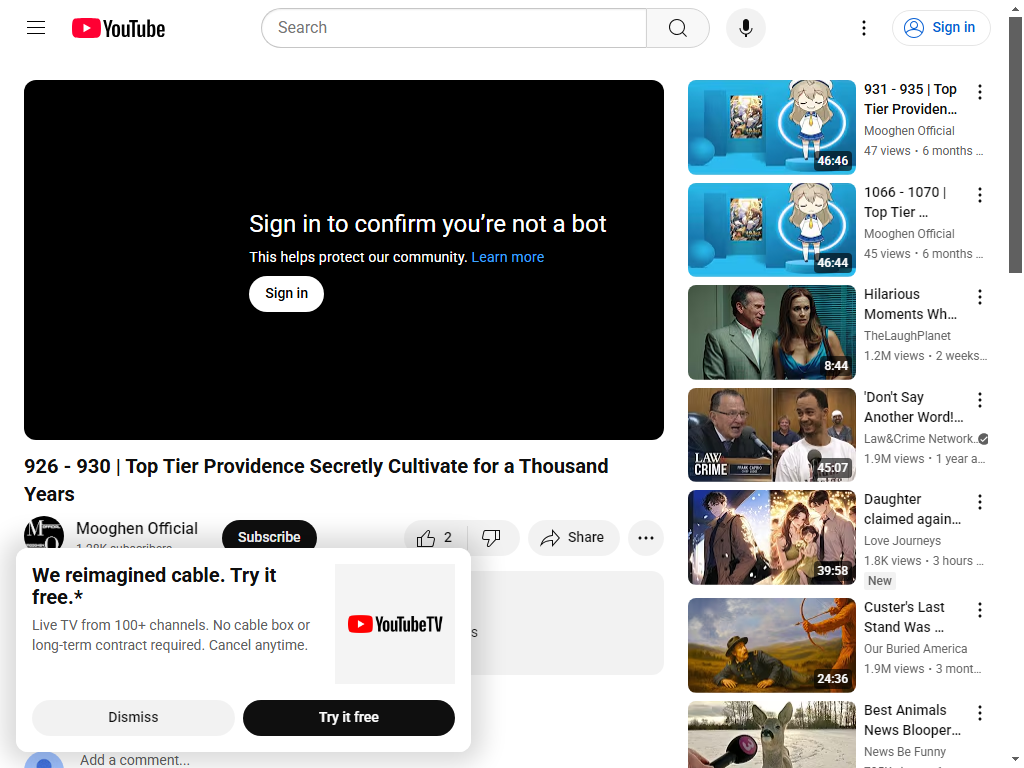 YouTube
Search
Sign in
Sign in to confirm you’re not a bot
This helps protect our community. Learn more
Sign in
926 - 930 | Top Tier Providence Secretly Cultivate for a Thousand
Years
Mooghen Official
Subscribe
2
Share
We reimagined cable. Try it
free.*
Live TV from 100+ channels. No cable box or
long-term contract required. Cancel anytime.
YouTubeTV
Dismiss
Try it free
Add a comment...
931 - 935 | Top
Tier Providen...
Mooghen Official
47 views • 6 months ...
46:46
1066 - 1070 |
Top Tier ...
Mooghen Official
45 views • 6 months ...
46:44
Hilarious
Moments Wh...
TheLaughPlanet
1.2M views • 2 weeks...
8:44
'Don't Say
Another Word!...
Law&Crime Network...
1.9M views • 1 year a...
LAW&
CRIME
FRANK CAPRIO
45:07
Daughter
claimed again...
Love Journeys
1.8K views • 3 hours ...
New
39:58
Custer's Last
Stand Was ...
Our Buried America
1.9M views • 3 mont...
24:36
Best Animals
News Blooper...
News Be Funny